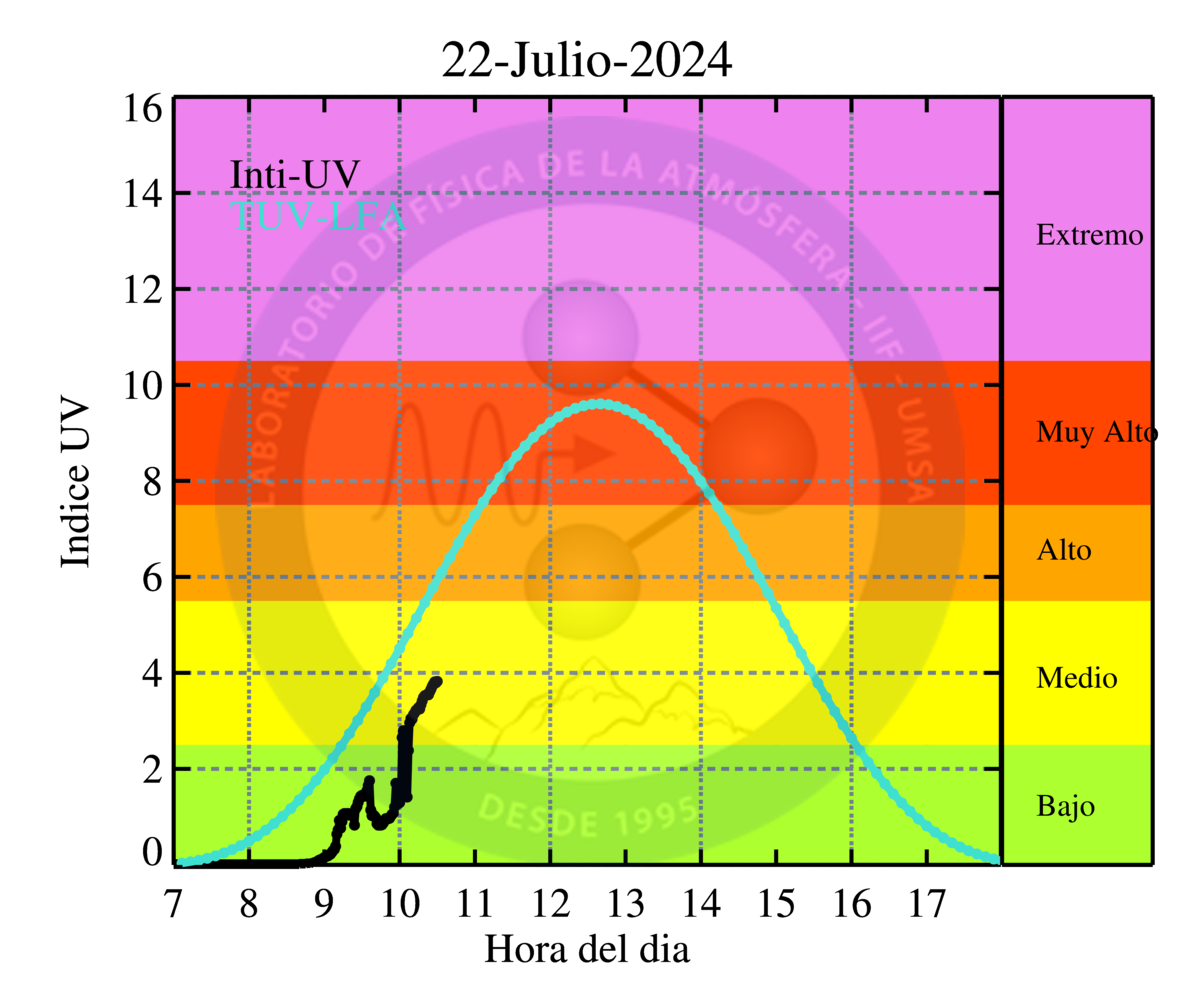 22-Julio-2024
Inti-UV
TUV-LFA
LABORATORIO DE FÍSICA DE LA ATMÓSFERA - IIF - UMSA
DESDE 1995
16
14
12
10
8
6
4
2
0
Indice UV
Extremo
Muy Alto
Alto
Medio
Bajo
7 8 9 10 11 12 13 14 15 16 17
Hora del dia